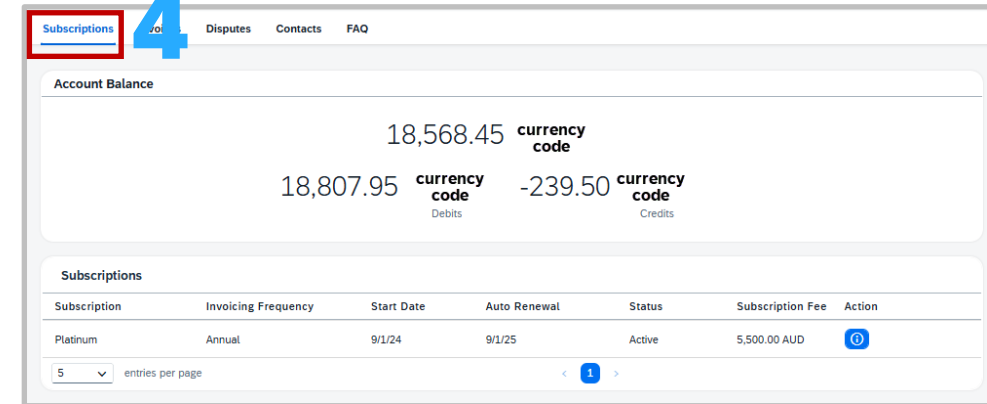 4
Subscriptions Disputes Contacts FAQ
Account Balance
18,568.45 currency code
18,807.95 currency code -239.50 currency code
Debits Credits
Subscriptions
Subscription Invoicing Frequency Start Date Auto Renewal Status Subscription Fee Action
Platinum Annual 9/1/24 9/1/25 Active 5,500.00 AUD
5 entries per page < 1 >